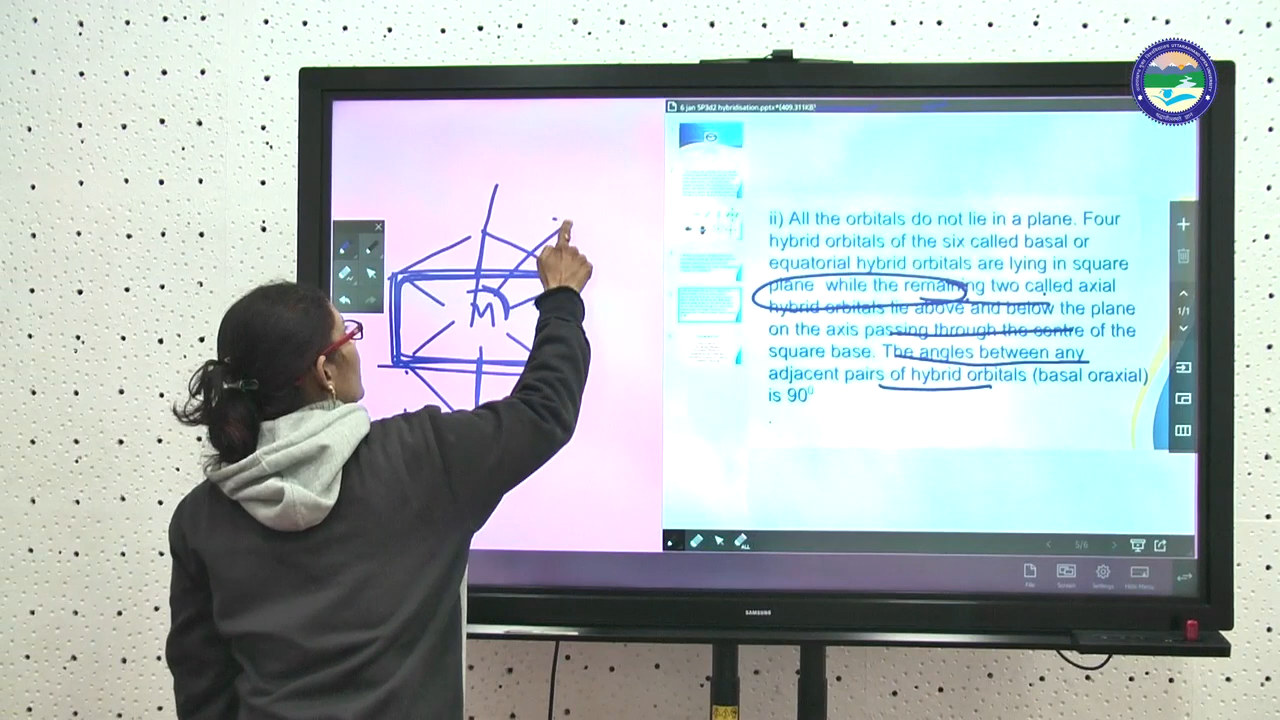 6 jan SP3d2 hybridisation.pptx*(409.311KB)
ii) All the orbitals do not lie in a plane. Four
hybrid orbitals of the six called basal or
equatorial hybrid orbitals are lying in square
plane while the remaining two called axial
hybrid orbitals lie above and below the plane
on the axis passing through the centre of the
square base. The angles between any
adjacent pairs of hybrid orbitals (basal oraxial)
is 90⁰
M
1/1
ALL
5/6
File
Screen
Settings
Hide Menu
SAMSUNG